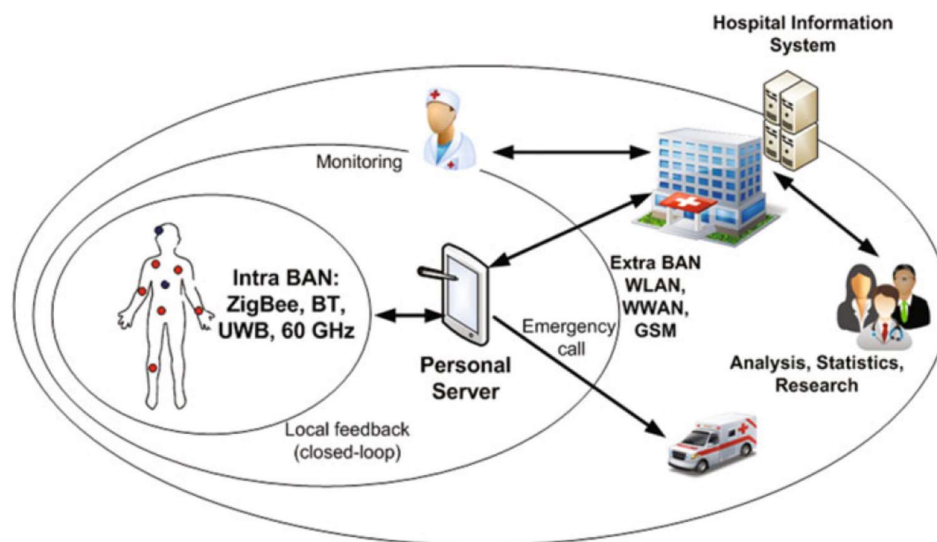 Hospital Information
System
Monitoring
Intra BAN:
ZigBee, BT,
UWB, 60 GHz
Extra BAN
WLAN,
WWAN,
GSM
Emergency
call
Personal
Server
Analysis, Statistics,
Research
Local feedback
(closed-loop)